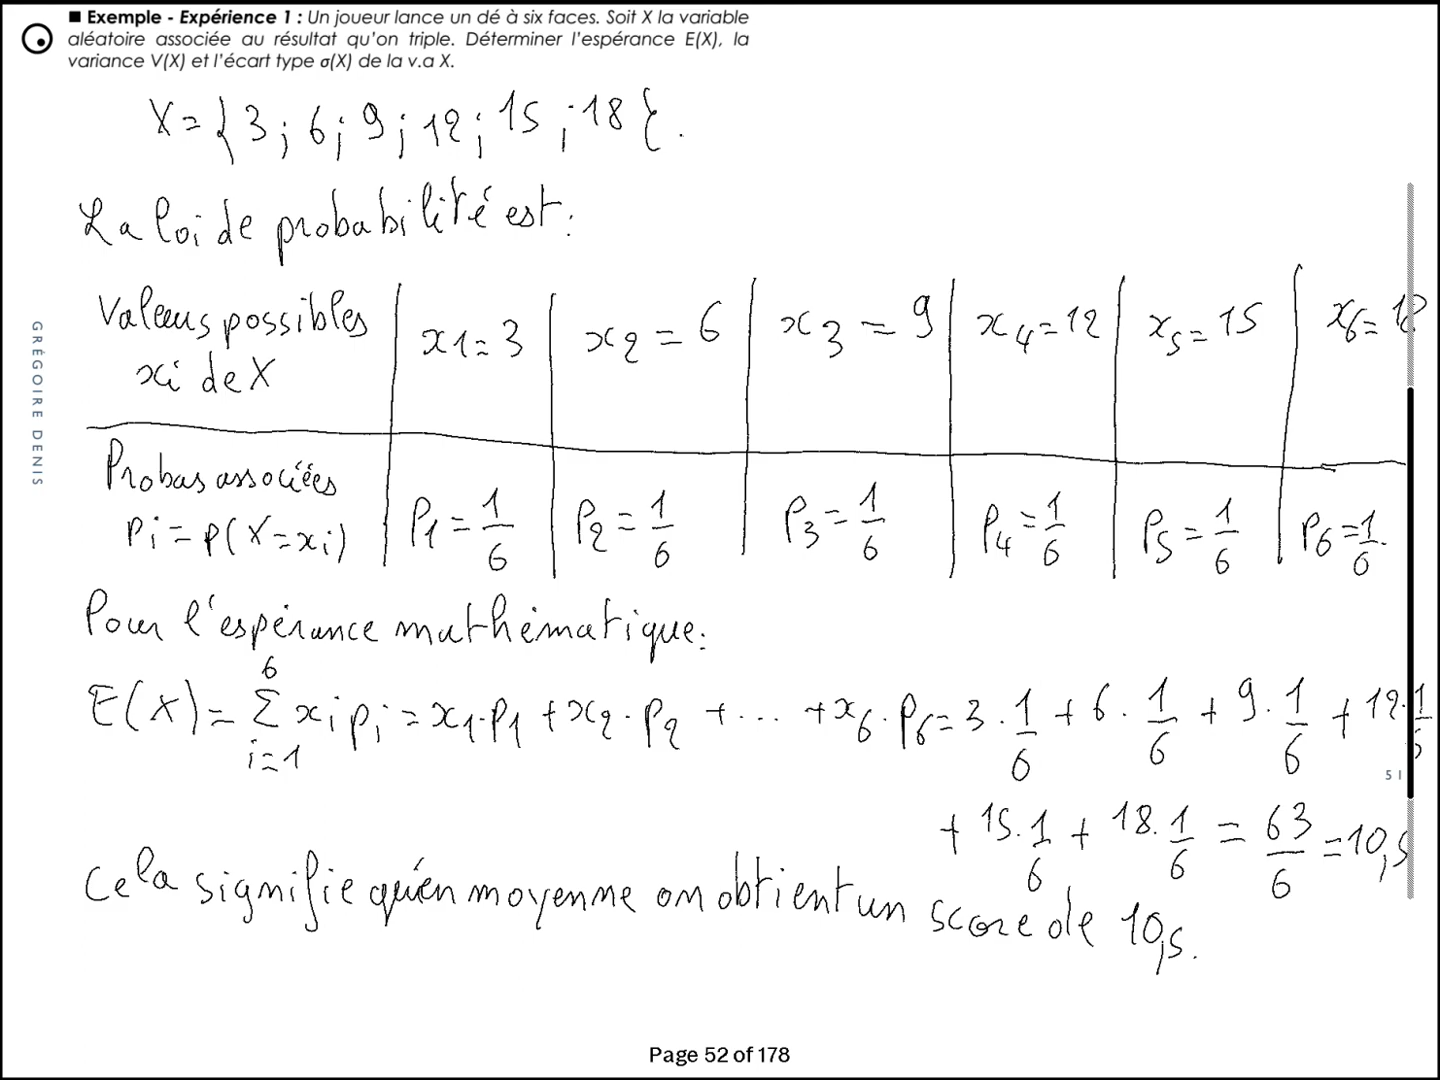 ■ Exemple - Expérience 1 : Un joueur lance un dé à six faces. Soit X la variable
aléatoire associée au résultat qu'on triple. Déterminer l'espérance E(X), la
variance V(X) et l'écart type σ(X) de la v.a X.
X = {3 ; 6 ; 9 ; 12 ; 15 ; 18}.
La loi de probabilité est :
Valeurs possibles xi de X | x1 = 3 | x2 = 6 | x3 = 9 | x4 = 12 | x5 = 15 | x6 = 18
Probas associées pi = p(X = xi) | P1 = 1/6 | P2 = 1/6 | P3 = 1/6 | P4 = 1/6 | P5 = 1/6 | P6 = 1/6.
Pour l'espérance mathématique :
E(X) = Σ_{i=1}^{6} xi pi = x1·p1 + x2·p2 + ... + x6·p6 = 3·1/6 + 6·1/6 + 9·1/6 + 12·1/6
+ 15·1/6 + 18·1/6 = 63/6 = 10,5
Cela signifie qu'en moyenne on obtient un score de 10,5.
GRÉGOIRE DENIS
51
Page 52 of 178